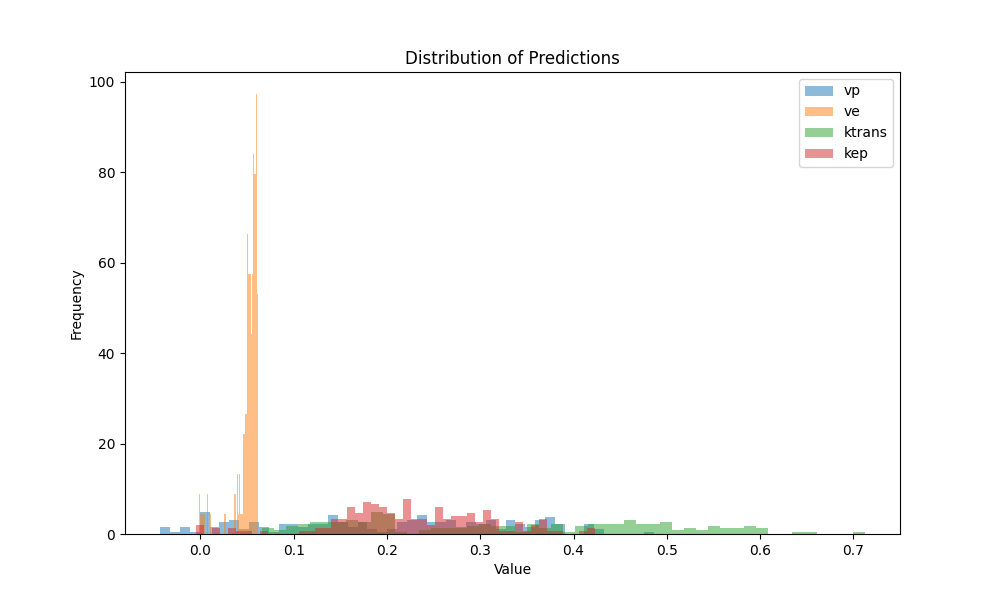 Distribution of Predictions
vp
ve
ktrans
kep
100
80
60
40
20
0
Frequency
0.0 0.1 0.2 0.3 0.4 0.5 0.6 0.7
Value